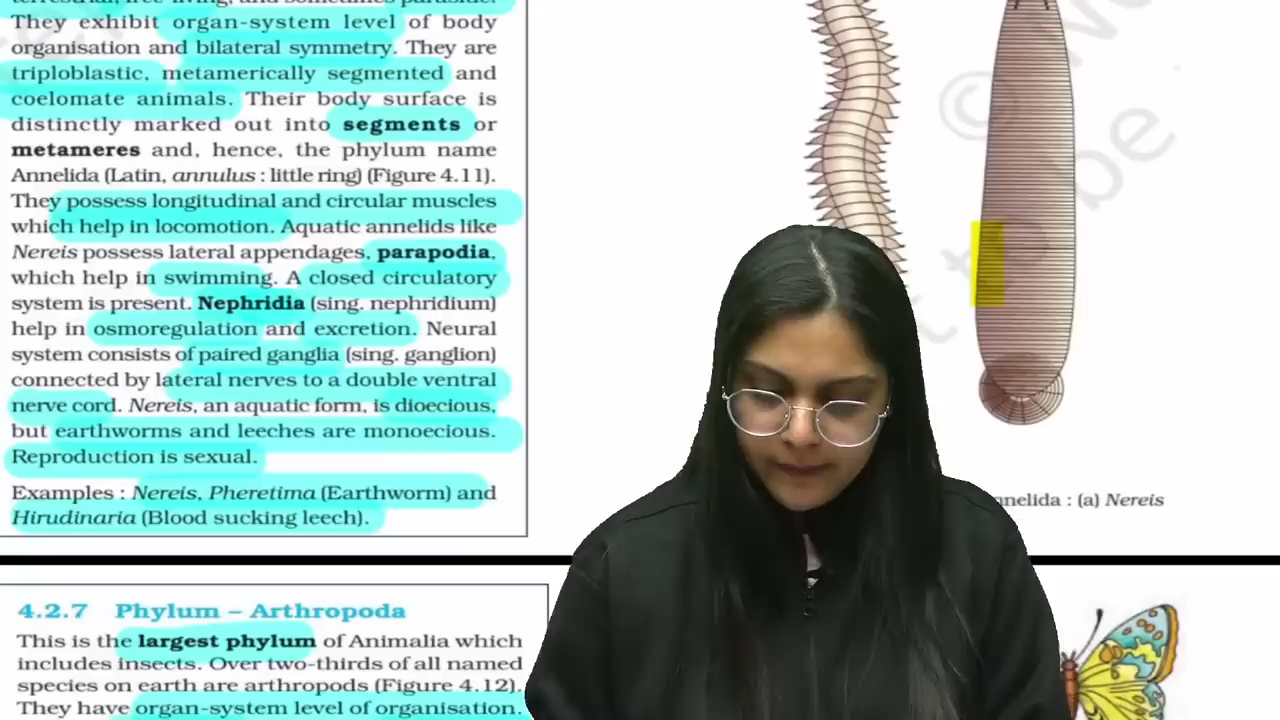 terrestrial, free-living, and sometimes parasitic.
They exhibit organ-system level of body
organisation and bilateral symmetry. They are
triploblastic, metamerically segmented and
coelomate animals. Their body surface is
distinctly marked out into segments or
metameres and, hence, the phylum name
Annelida (Latin, annulus : little ring) (Figure 4.11).
They possess longitudinal and circular muscles
which help in locomotion. Aquatic annelids like
Nereis possess lateral appendages, parapodia,
which help in swimming. A closed circulatory
system is present. Nephridia (sing. nephridium)
help in osmoregulation and excretion. Neural
system consists of paired ganglia (sing. ganglion)
connected by lateral nerves to a double ventral
nerve cord. Nereis, an aquatic form, is dioecious,
but earthworms and leeches are monoecious.
Reproduction is sexual.
Examples : Nereis, Pheretima (Earthworm) and
Hirudinaria (Blood sucking leech).
nnelida : (a) Nereis
4.2.7 Phylum – Arthropoda
This is the largest phylum of Animalia which
includes insects. Over two-thirds of all named
species on earth are arthropods (Figure 4.12).
They have organ-system level of organisation.
©
t to be